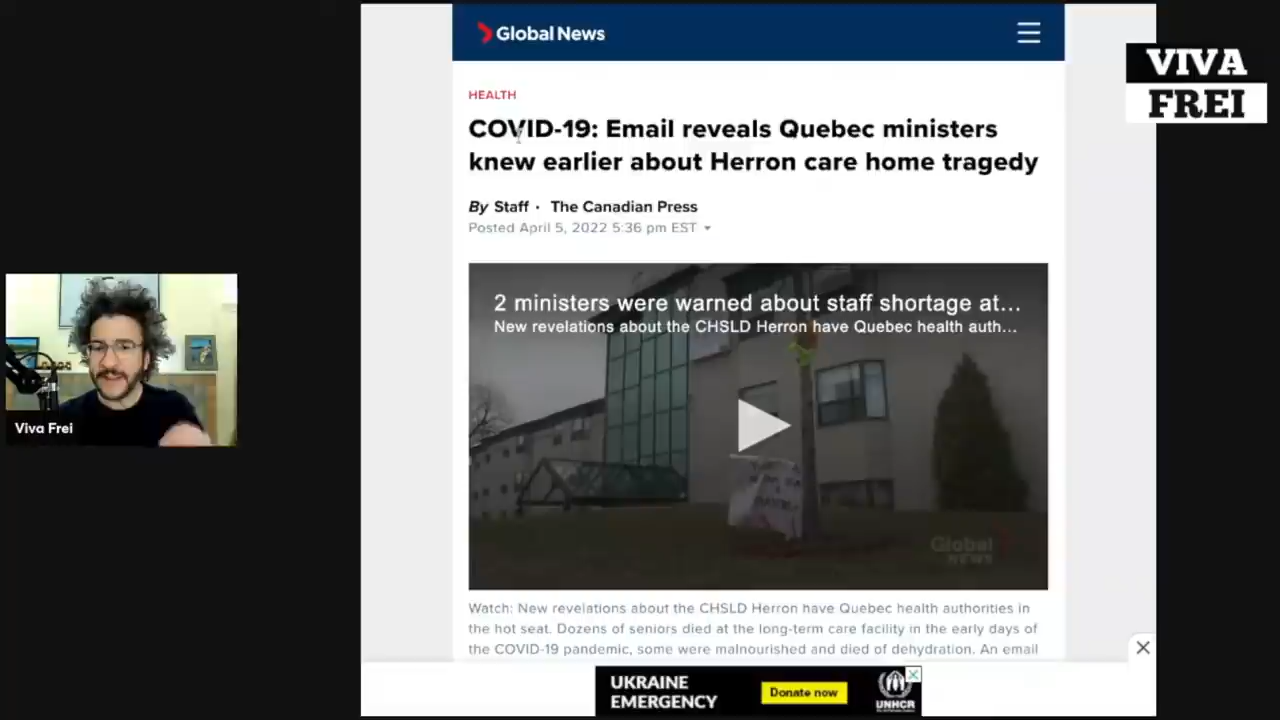 Global News
VIVA
FREI
HEALTH
COVID-19: Email reveals Quebec ministers
knew earlier about Herron care home tragedy
By Staff · The Canadian Press
Posted April 5, 2022 5:36 pm EST
2 ministers were warned about staff shortage at...
New revelations about the CHSLD Herron have Quebec health auth...
Viva Frei
Global
NEWS
Watch: New revelations about the CHSLD Herron have Quebec health authorities in
the hot seat. Dozens of seniors died at the long-term care facility in the early days of
the COVID-19 pandemic, some were malnourished and died of dehydration. An email
UKRAINE
EMERGENCY
Donate now
UNHCR